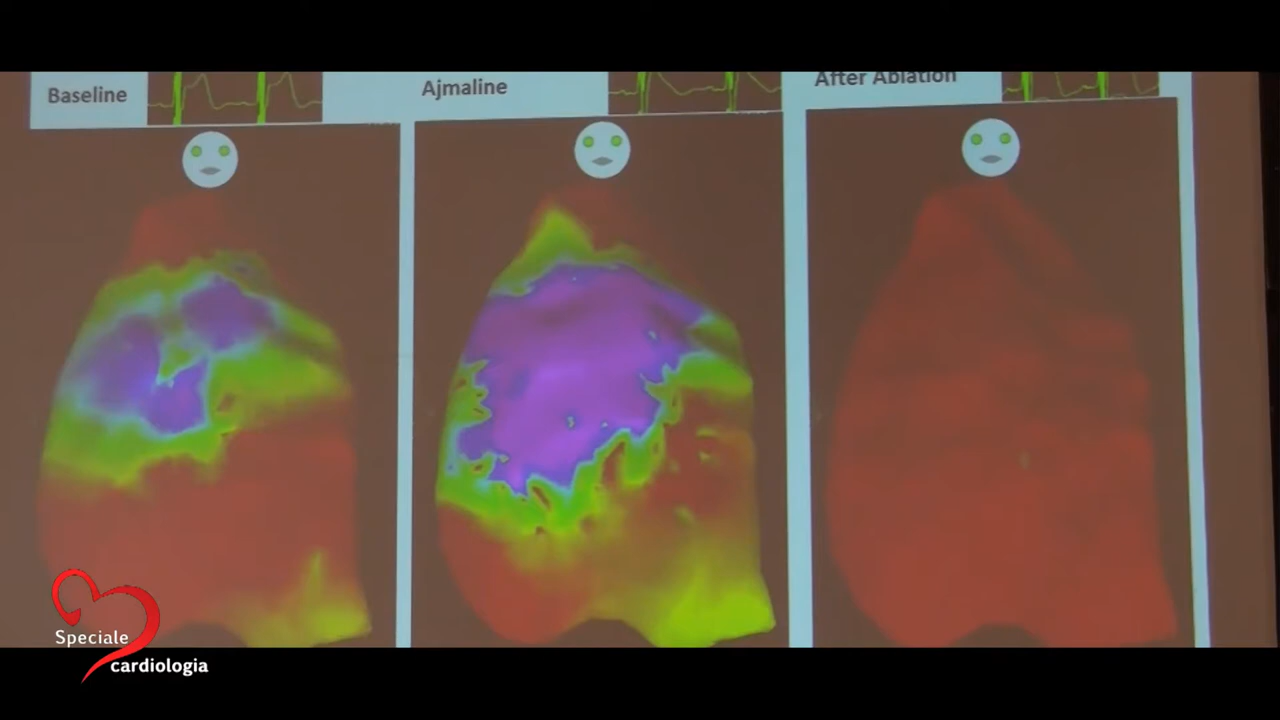 Baseline
Ajmaline
After Ablation
Speciale
cardiologia